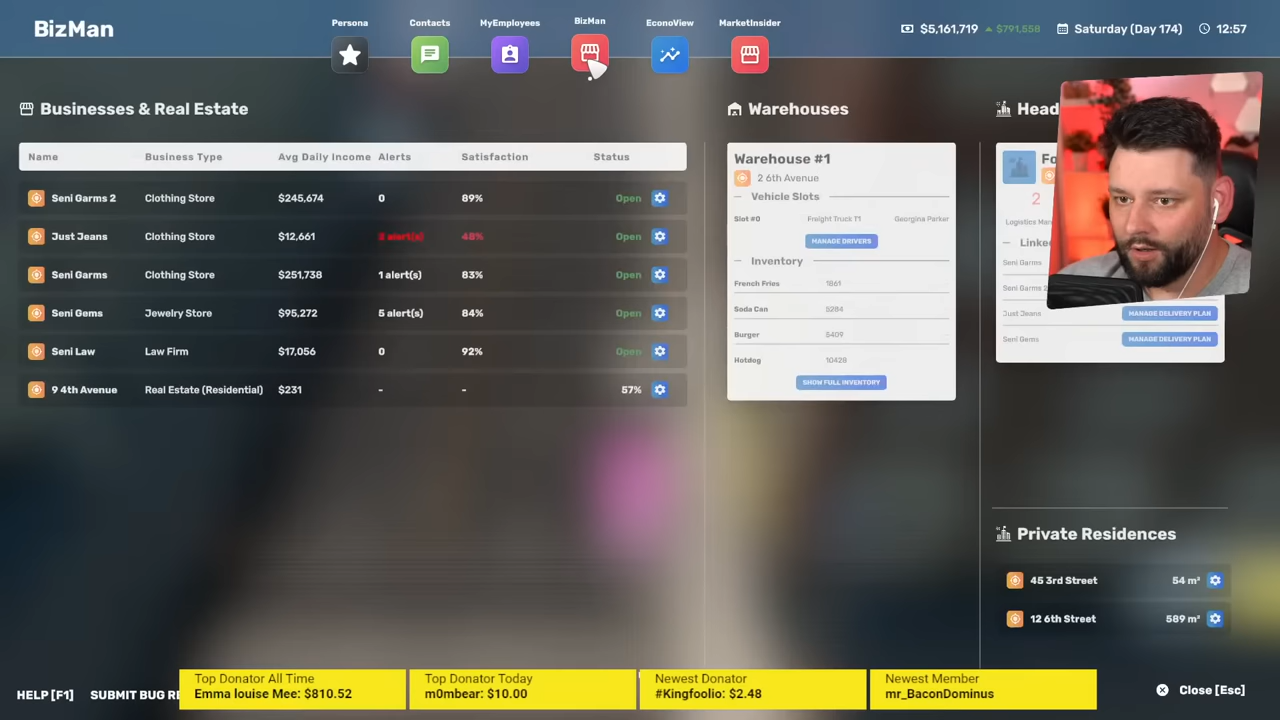 BizMan
Persona
Contacts
MyEmployees
BizMan
EconoView
MarketInsider
$5,161,719 $791,558 Saturday (Day 174) 12:57
Businesses & Real Estate
Name Business Type Avg Daily Income Alerts Satisfaction Status
Seni Garms 2 Clothing Store $245,674 0 89% Open
Just Jeans Clothing Store $12,661 alert(s) 48% Open
Seni Garms Clothing Store $251,738 1 alert(s) 83% Open
Seni Gems Jewelry Store $95,272 5 alert(s) 84% Open
Seni Law Law Firm $17,056 0 92% Open
9 4th Avenue Real Estate (Residential) $231 - - 57%
Warehouses
Warehouse #1
2 6th Avenue
Vehicle Slots
Slot #0 Freight Truck T1 Georgina Parker
MANAGE DRIVERS
Inventory
French Fries 1861
Soda Can
Burger
Hotdog 10428
SHOW FULL INVENTORY
Head
Fo
2
Logistics Man
Linke
Seni Garms
Seni Garms 2
Just Jeans MANAGE DELIVERY PLAN
Seni Gems MANAGE DELIVERY PLAN
Private Residences
45 3rd Street 54 m²
12 6th Street 589 m²
HELP [F1] SUBMIT BUG RE
Top Donator All Time
Emma louise Mee: $810.52
Top Donator Today
m0mbear: $10.00
Newest Donator
#Kingfoolio: $2.48
Newest Member
mr_BaconDominus
Close [Esc]